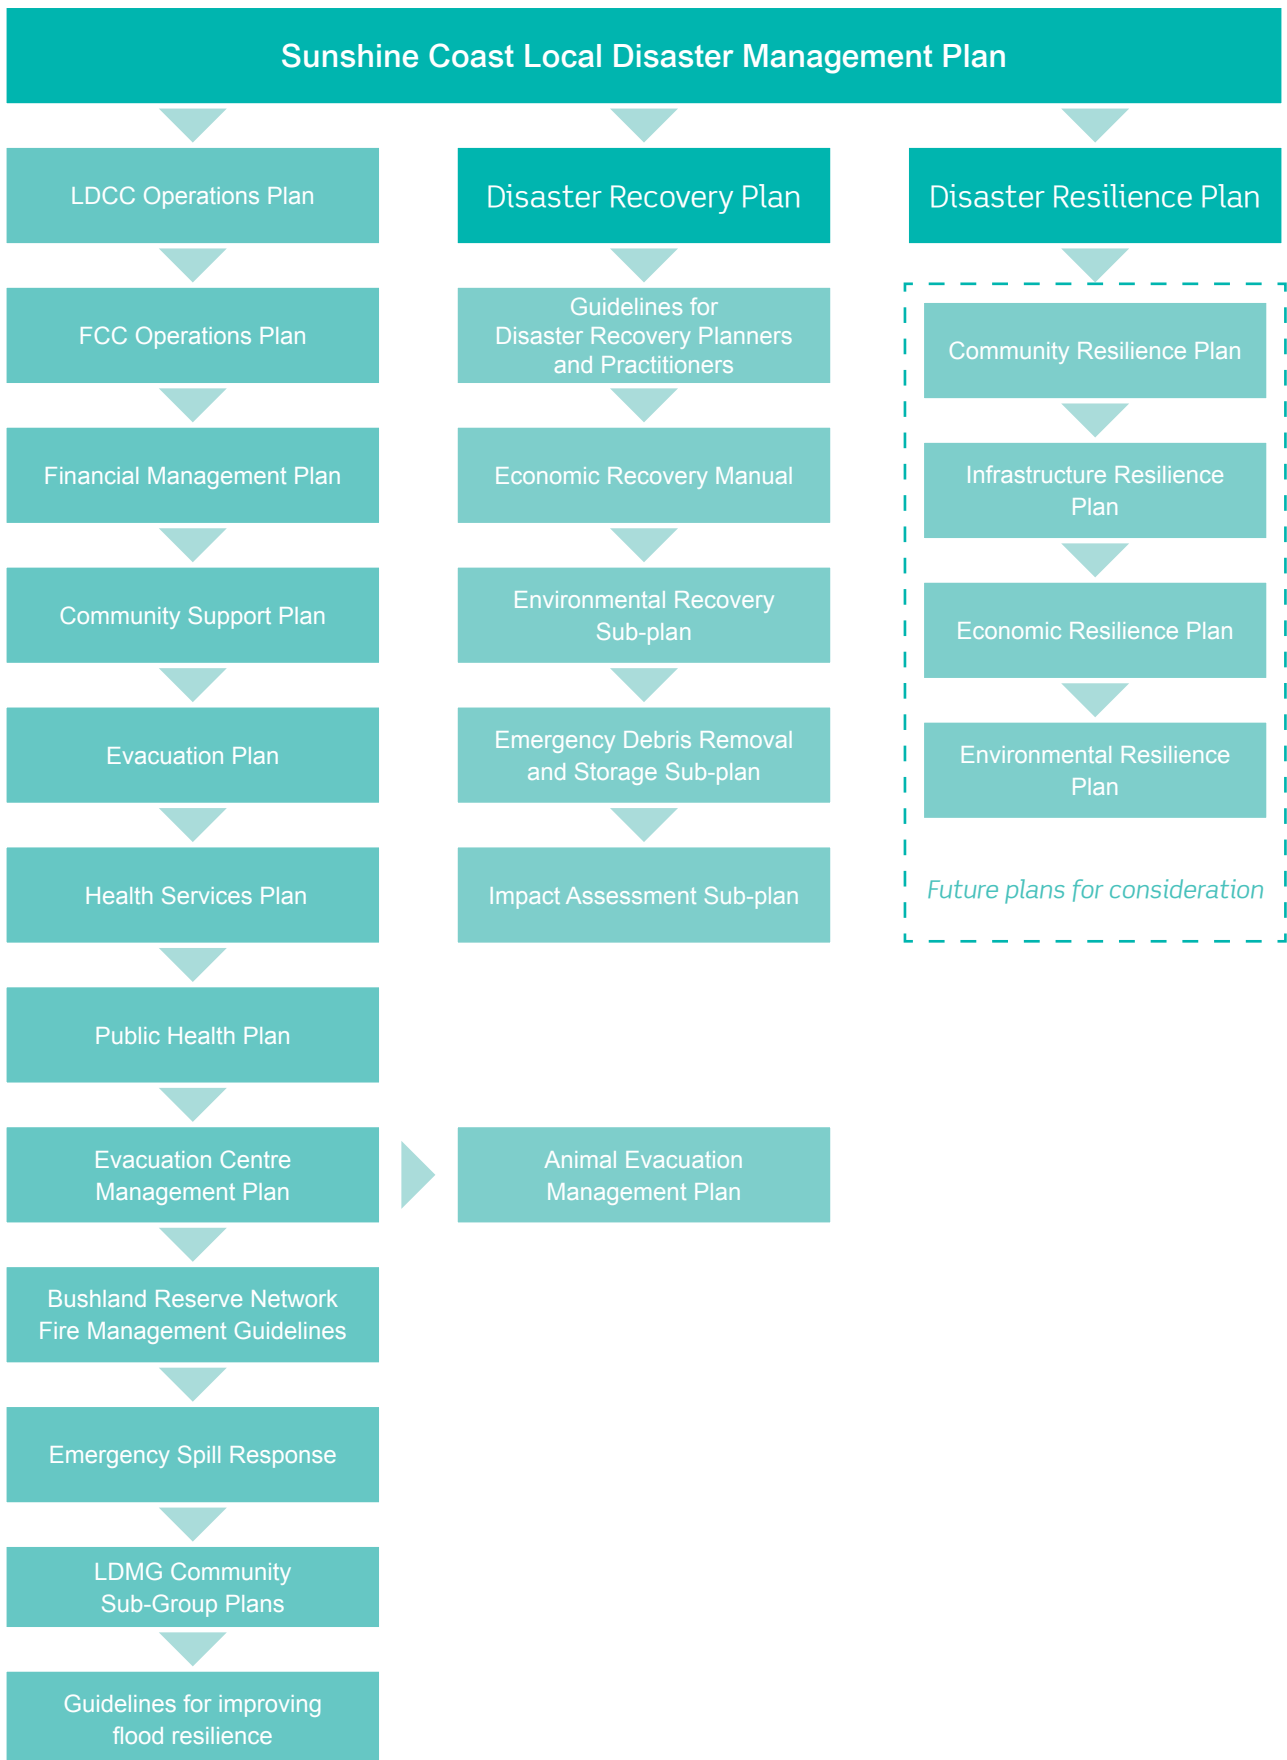 Sunshine Coast Local Disaster Management Plan
LDCC Operations Plan
FCC Operations Plan
Financial Management Plan
Community Support Plan
Evacuation Plan
Health Services Plan
Public Health Plan
Evacuation Centre
Management Plan
Animal Evacuation
Management Plan
Bushland Reserve Network
Fire Management Guidelines
Emergency Spill Response
LDMG Community
Sub-Group Plans
Guidelines for improving
flood resilience
Disaster Recovery Plan
Guidelines for
Disaster Recovery Planners
and Practitioners
Economic Recovery Manual
Environmental Recovery
Sub-plan
Emergency Debris Removal
and Storage Sub-plan
Impact Assessment Sub-plan
Disaster Resilience Plan
Community Resilience Plan
Infrastructure Resilience
Plan
Economic Resilience Plan
Environmental Resilience
Plan
Future plans for consideration